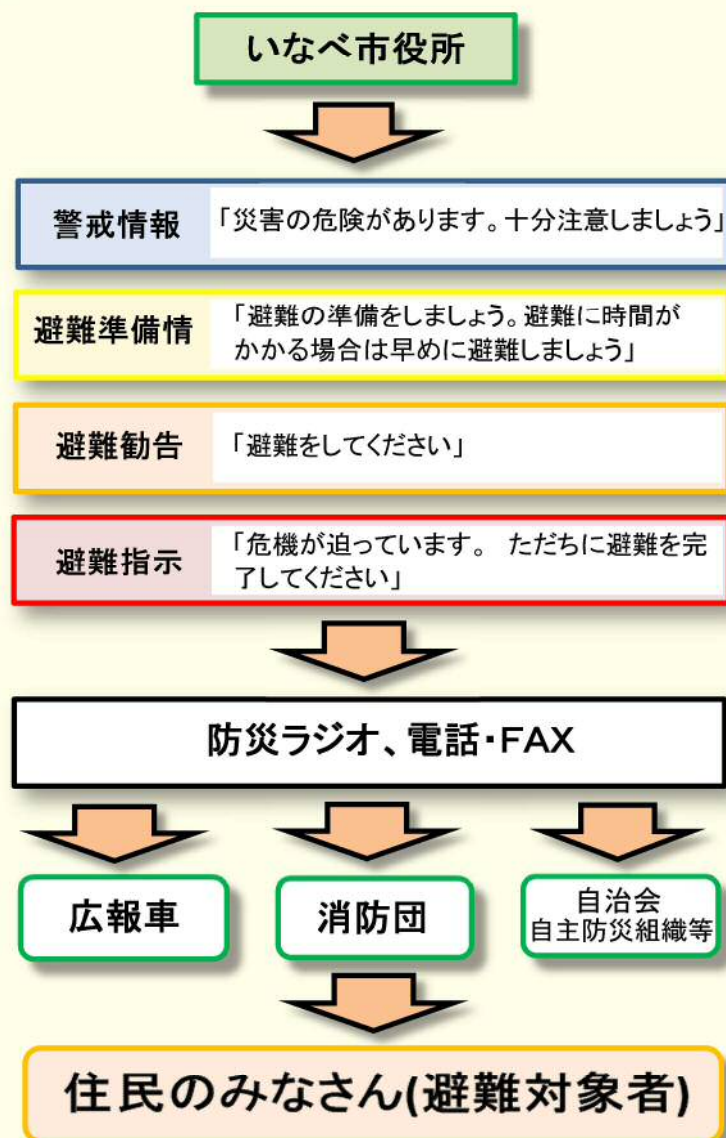 いなべ市役所
警戒情報
「災害の危険があります。十分注意しましょう」
避難準備情
「避難の準備をしましょう。避難に時間が
かかる場合は早めに避難しましょう」
避難勧告
「避難をしてください」
避難指示
「危機が迫っています。　ただちに避難を完
了してください」
防災ラジオ、電話・FAX
広報車
消防団
自治会
自主防災組織等
住民のみなさん(避難対象者)